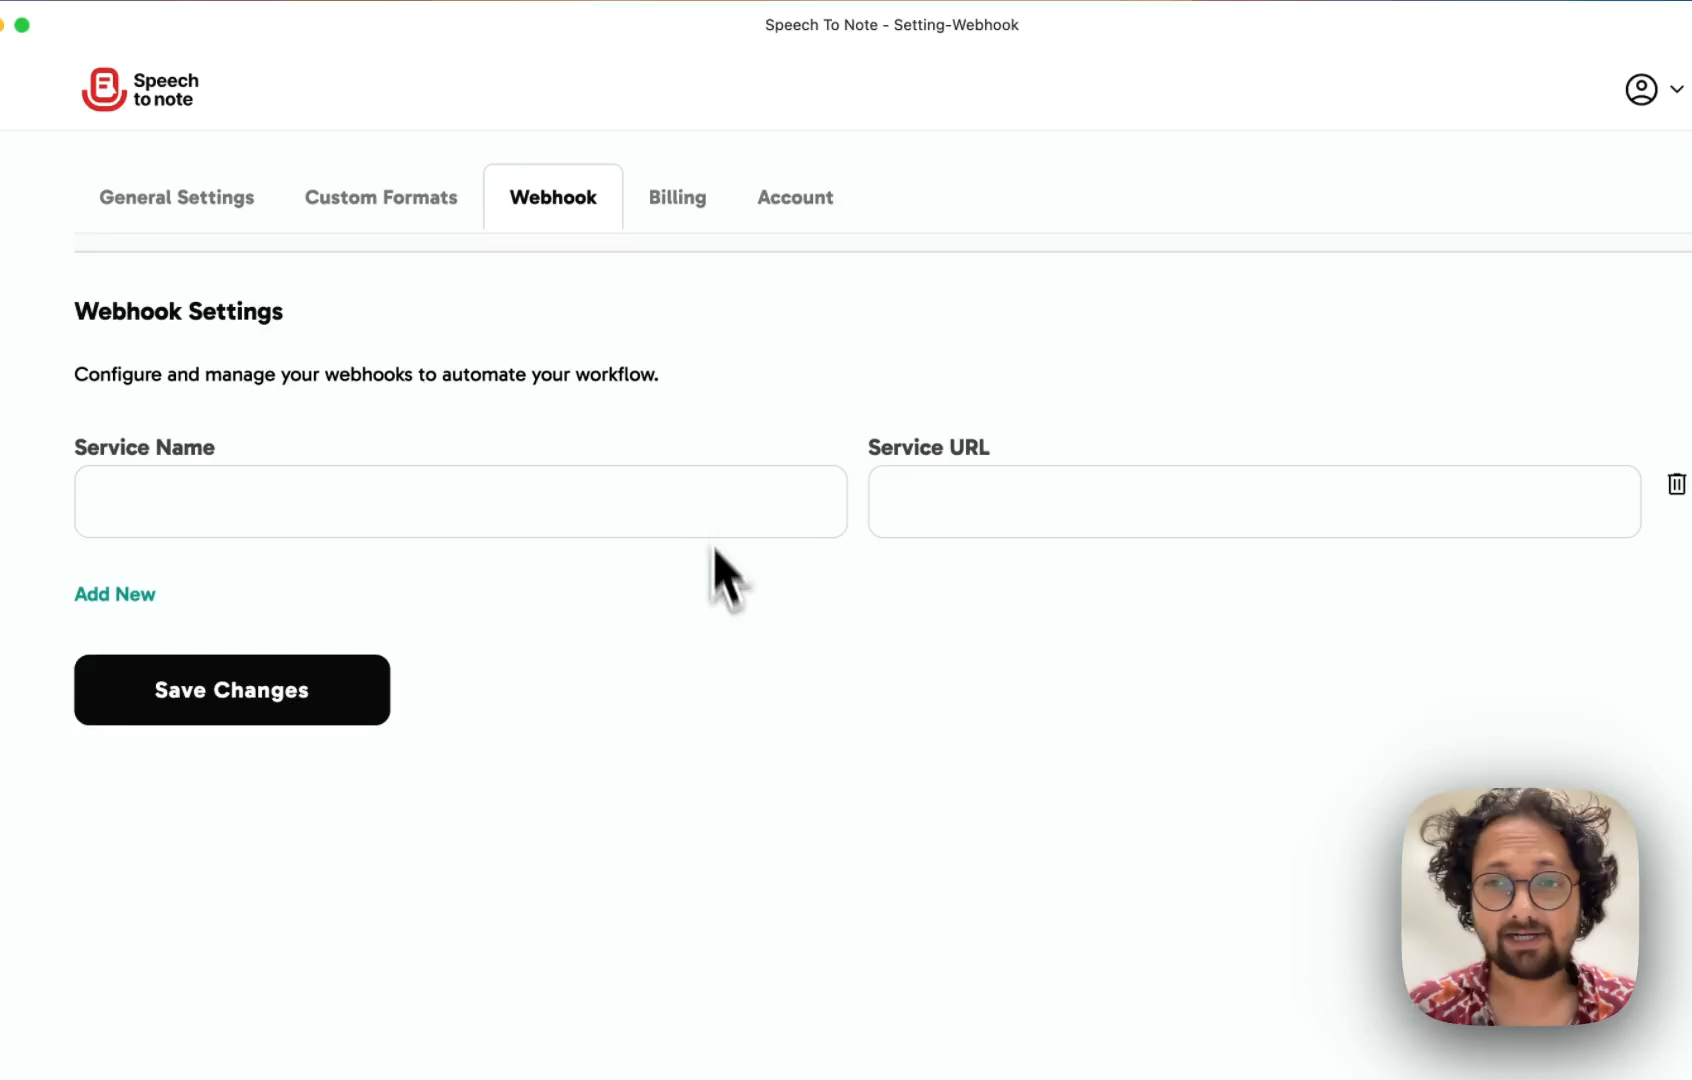 Speech To Note - Setting-Webhook
Speech
to note
General Settings
Custom Formats
Webhook
Billing
Account
Webhook Settings
Configure and manage your webhooks to automate your workflow.
Service Name
Service URL
Add New
Save Changes